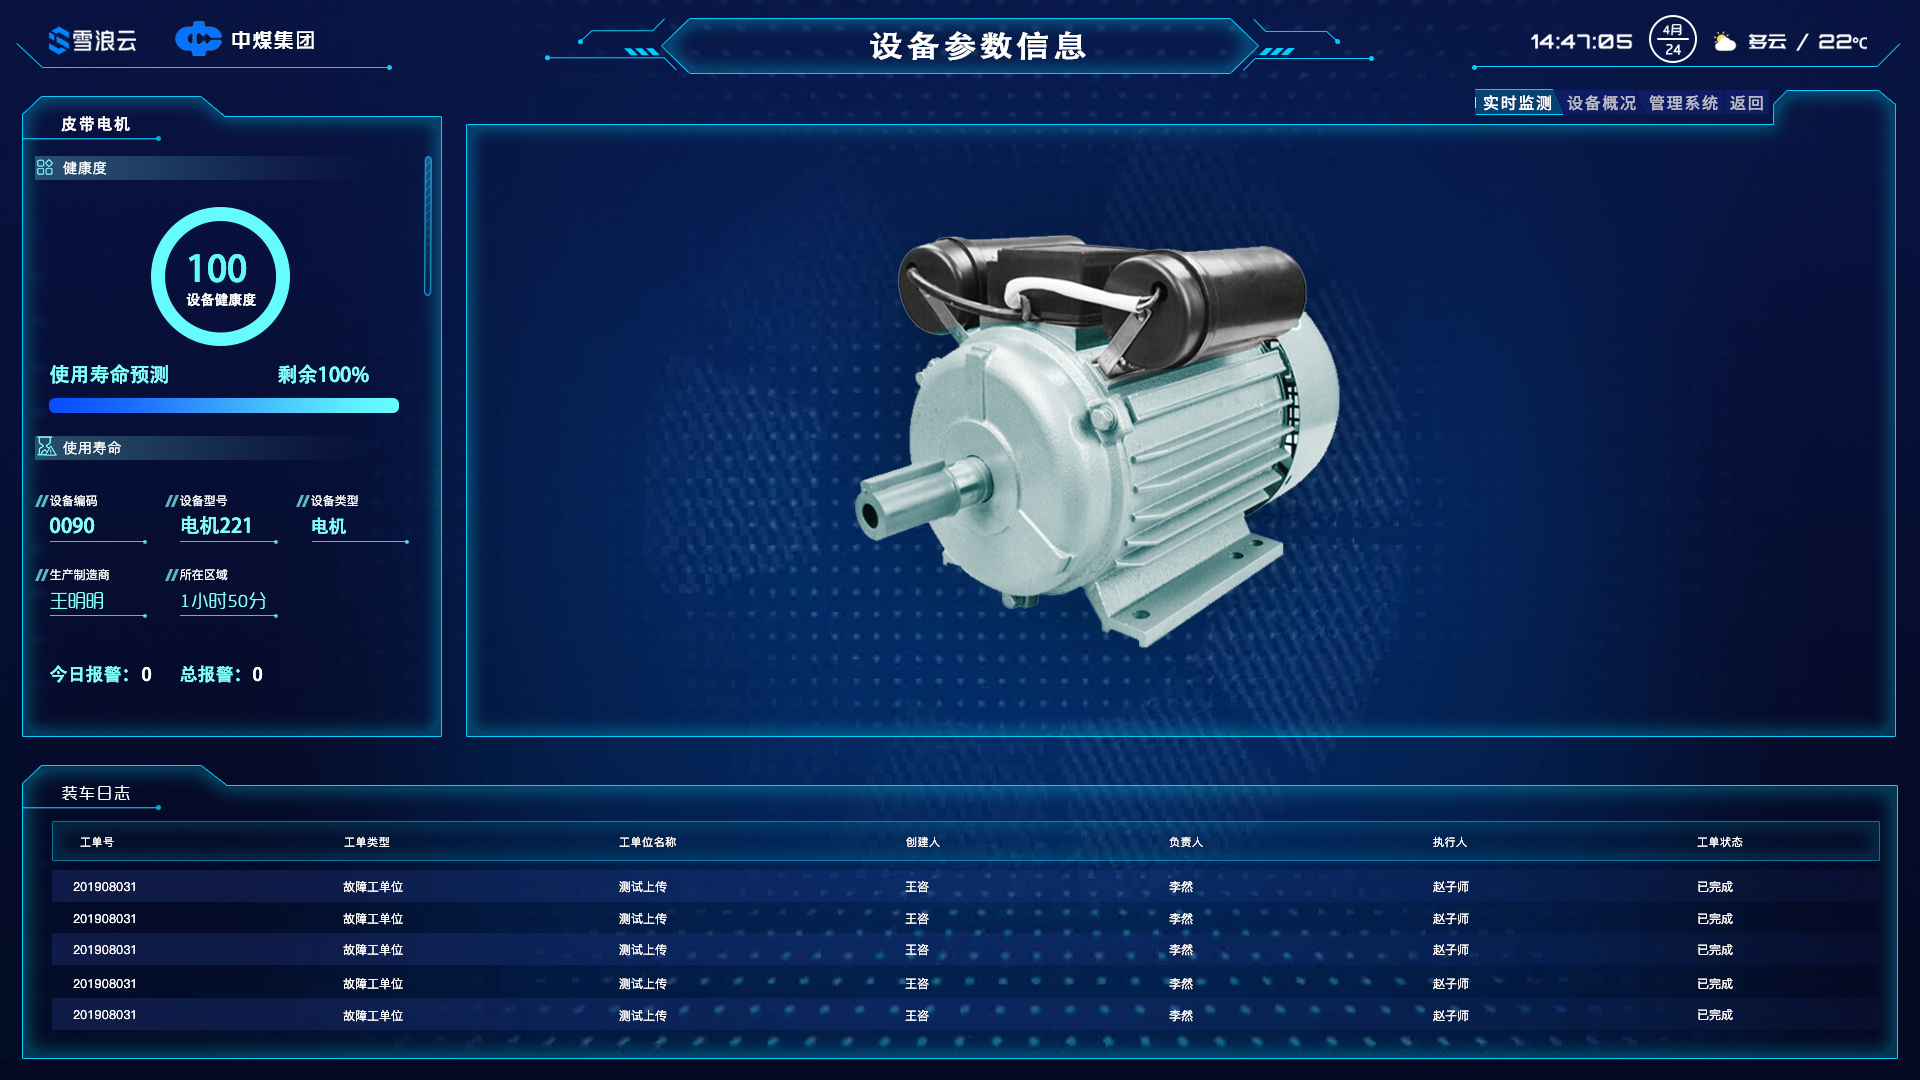 雪浪云
中煤集团
设备参数信息
14:47:05
4月
24
多云 / 22℃
实时监测 设备概况 管理系统 返回
皮带电机
健康度
100
设备健康度
使用寿命预测 剩余100%
使用寿命
设备编码 设备型号 设备类型
0090 电机221 电机
生产制造商 所在区域
王明明 1小时50分
今日报警：0 总报警：0
装车日志
工单号 工单类型 工单位名称 创建人 负责人 执行人 工单状态
201908031 故障工单位 测试上传 王咨 李然 赵子师 已完成
201908031 故障工单位 测试上传 王咨 李然 赵子师 已完成
201908031 故障工单位 测试上传 王咨 李然 赵子师 已完成
201908031 故障工单位 测试上传 王咨 李然 赵子师 已完成
201908031 故障工单位 测试上传 王咨 李然 赵子师 已完成